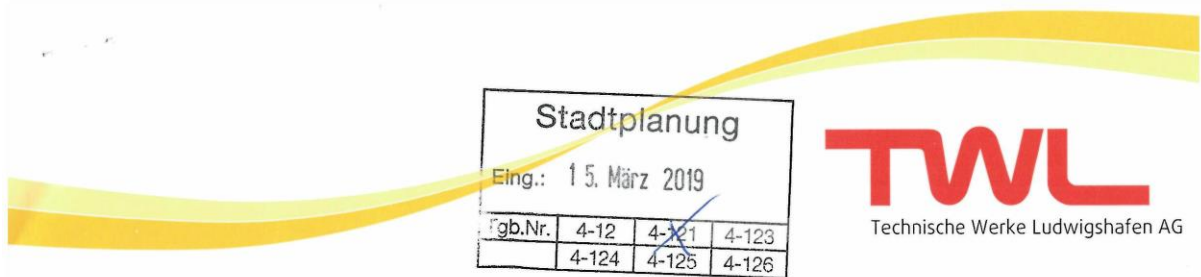 Stadtplanung
Eing.: 15. März 2019
Tgb.Nr. 4-12 4-121 4-123
4-124 4-125 4-126
TWL
Technische Werke Ludwigshafen AG